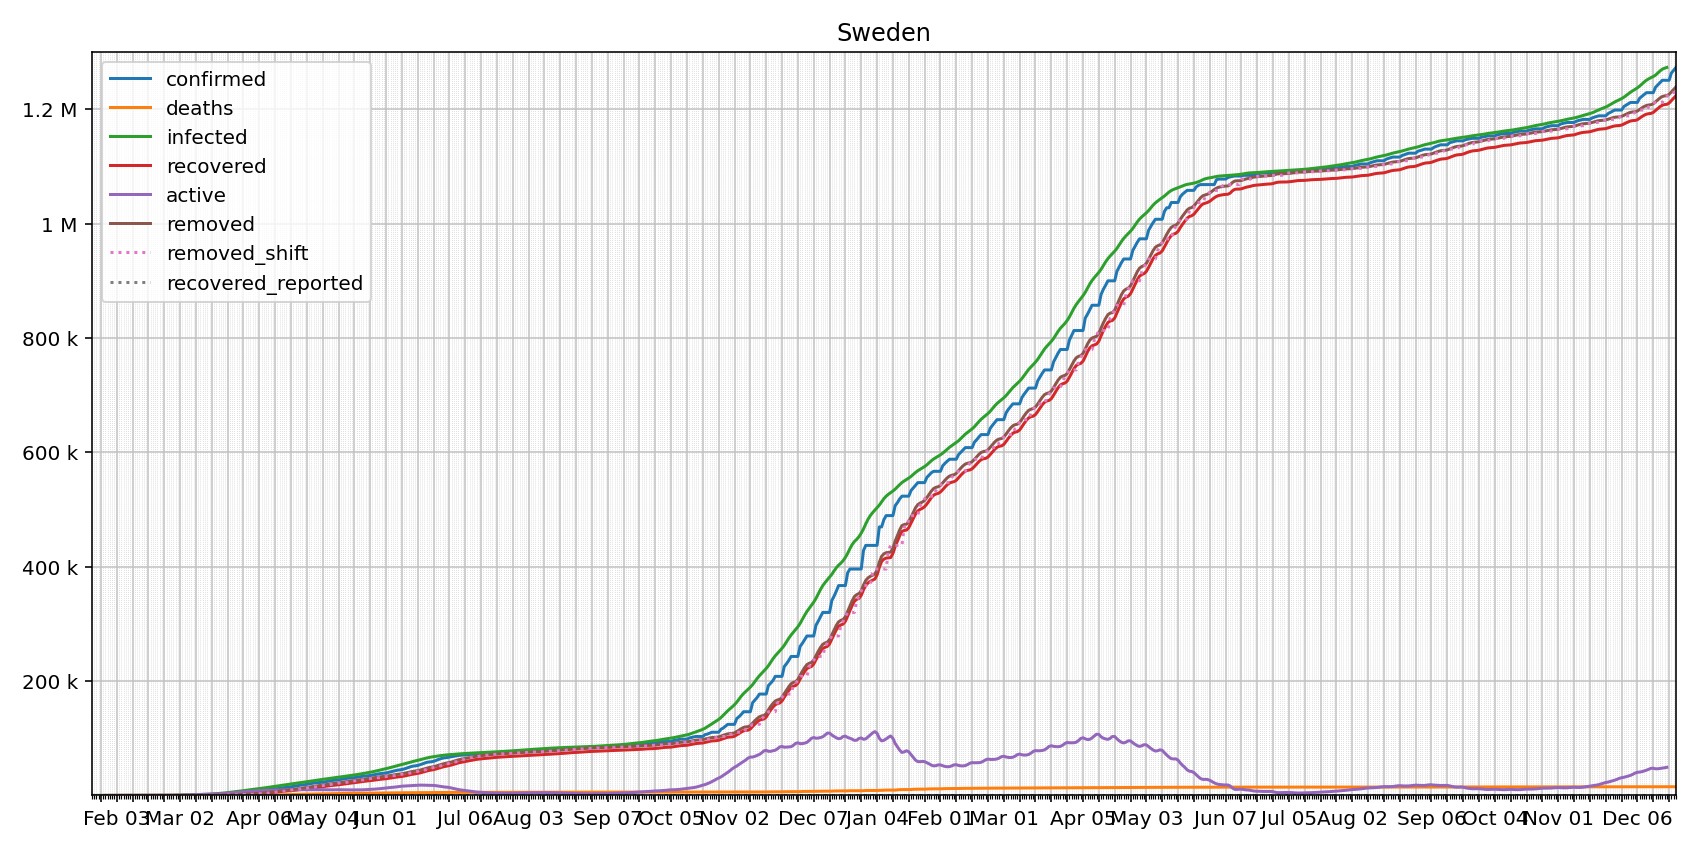 Sweden
1.2 M
1 M
800 k
600 k
400 k
200 k
confirmed
deaths
infected
recovered
active
removed
removed_shift
recovered_reported
Feb 03 Mar 02 Apr 06 May 04 Jun 01 Jul 06 Aug 03 Sep 07 Oct 05 Nov 02 Dec 07 Jan 04 Feb 01 Mar 01 Apr 05 May 03 Jun 07 Jul 05 Aug 02 Sep 06 Oct 04 Nov 01 Dec 06